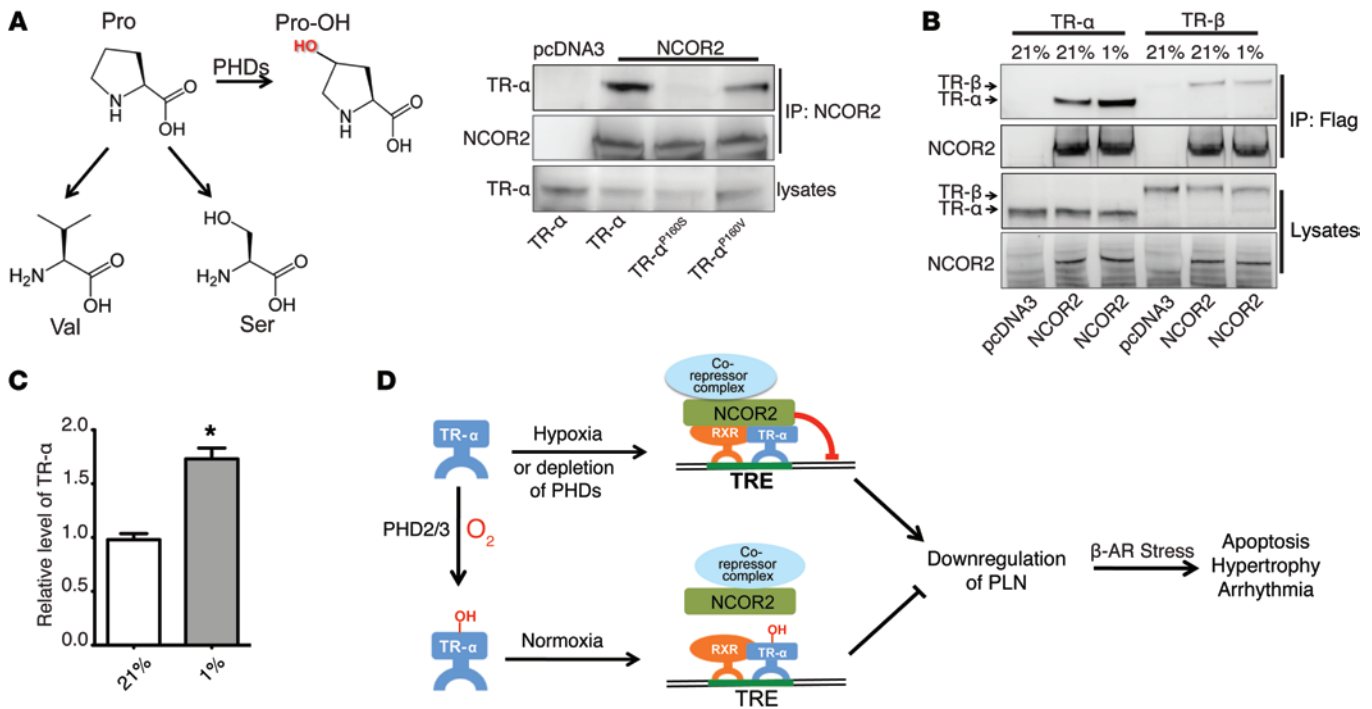 A
Pro
Pro-OH
HO
PHDs
N
H
O
OH
N
H
O
OH
H₂N
O
OH
Val
HO
H₂N
O
OH
Ser
pcDNA3 NCOR2
TR-α
NCOR2
TR-α
IP: NCOR2
lysates
TR-α TR-α TR-αP160S TR-αP160V
B
TR-α TR-β
21% 21% 1% 21% 21% 1%
TR-β
TR-α
NCOR2
IP: Flag
TR-β
TR-α
NCOR2
Lysates
pcDNA3 NCOR2 NCOR2 pcDNA3 NCOR2 NCOR2
C
Relative level of TR-α
2.0
1.5
1.0
0.5
0.0
*
21% 1%
D
TR-α
Hypoxia
or depletion
of PHDs
Co-
repressor
complex
NCOR2
RXR TR-α
TRE
PHD2/3 O₂
OH
TR-α
Normoxia
Co-
repressor
complex
NCOR2
OH
RXR TR-α
TRE
Downregulation
of PLN
β-AR Stress
Apoptosis
Hypertrophy
Arrhythmia